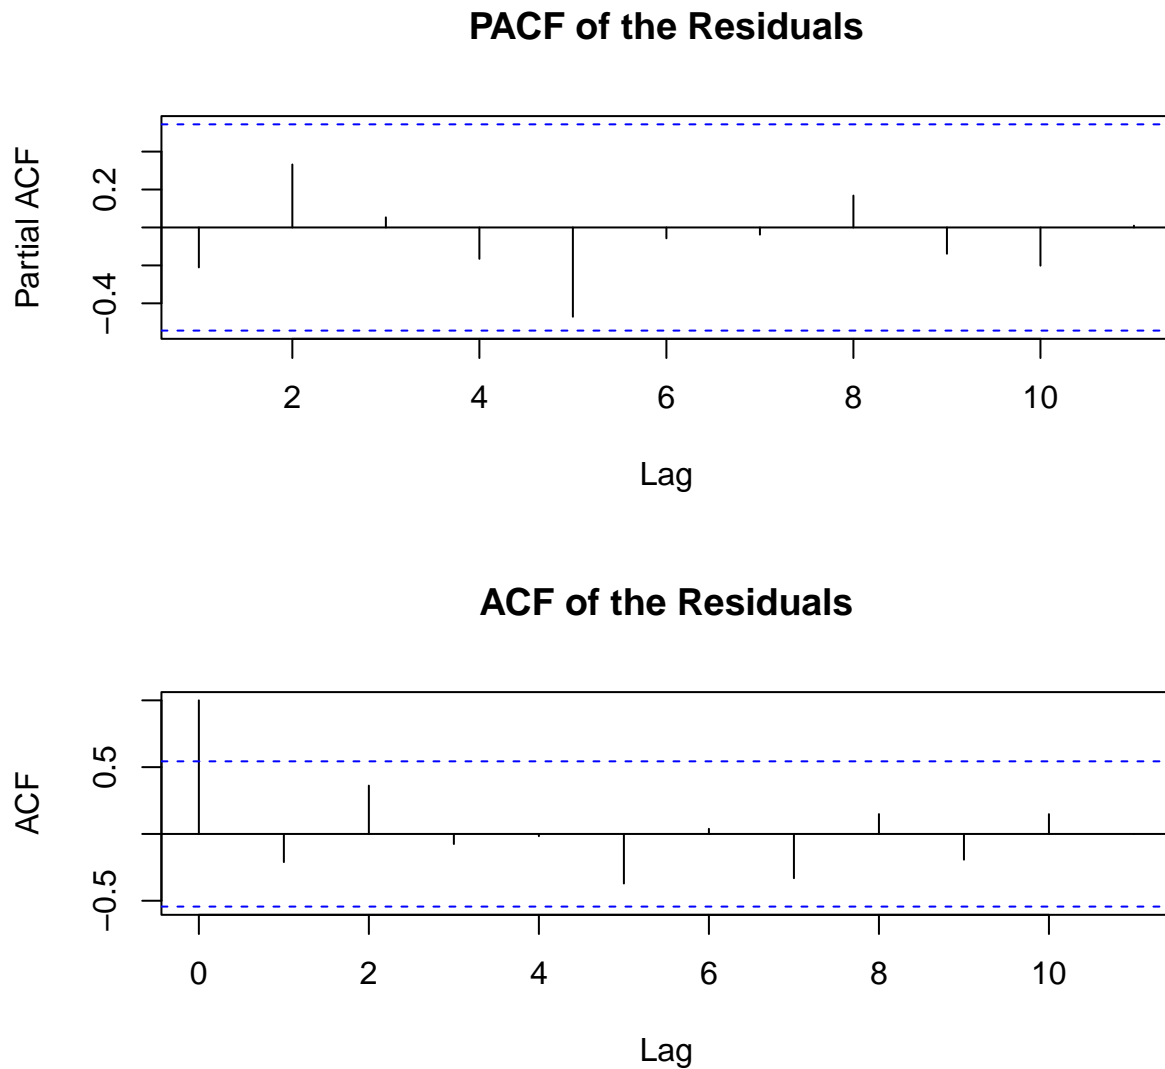 PACF of the Residuals
Partial ACF
0.2
−0.4
2 4 6 8 10
Lag
ACF of the Residuals
ACF
0.5
−0.5
0 2 4 6 8 10
Lag